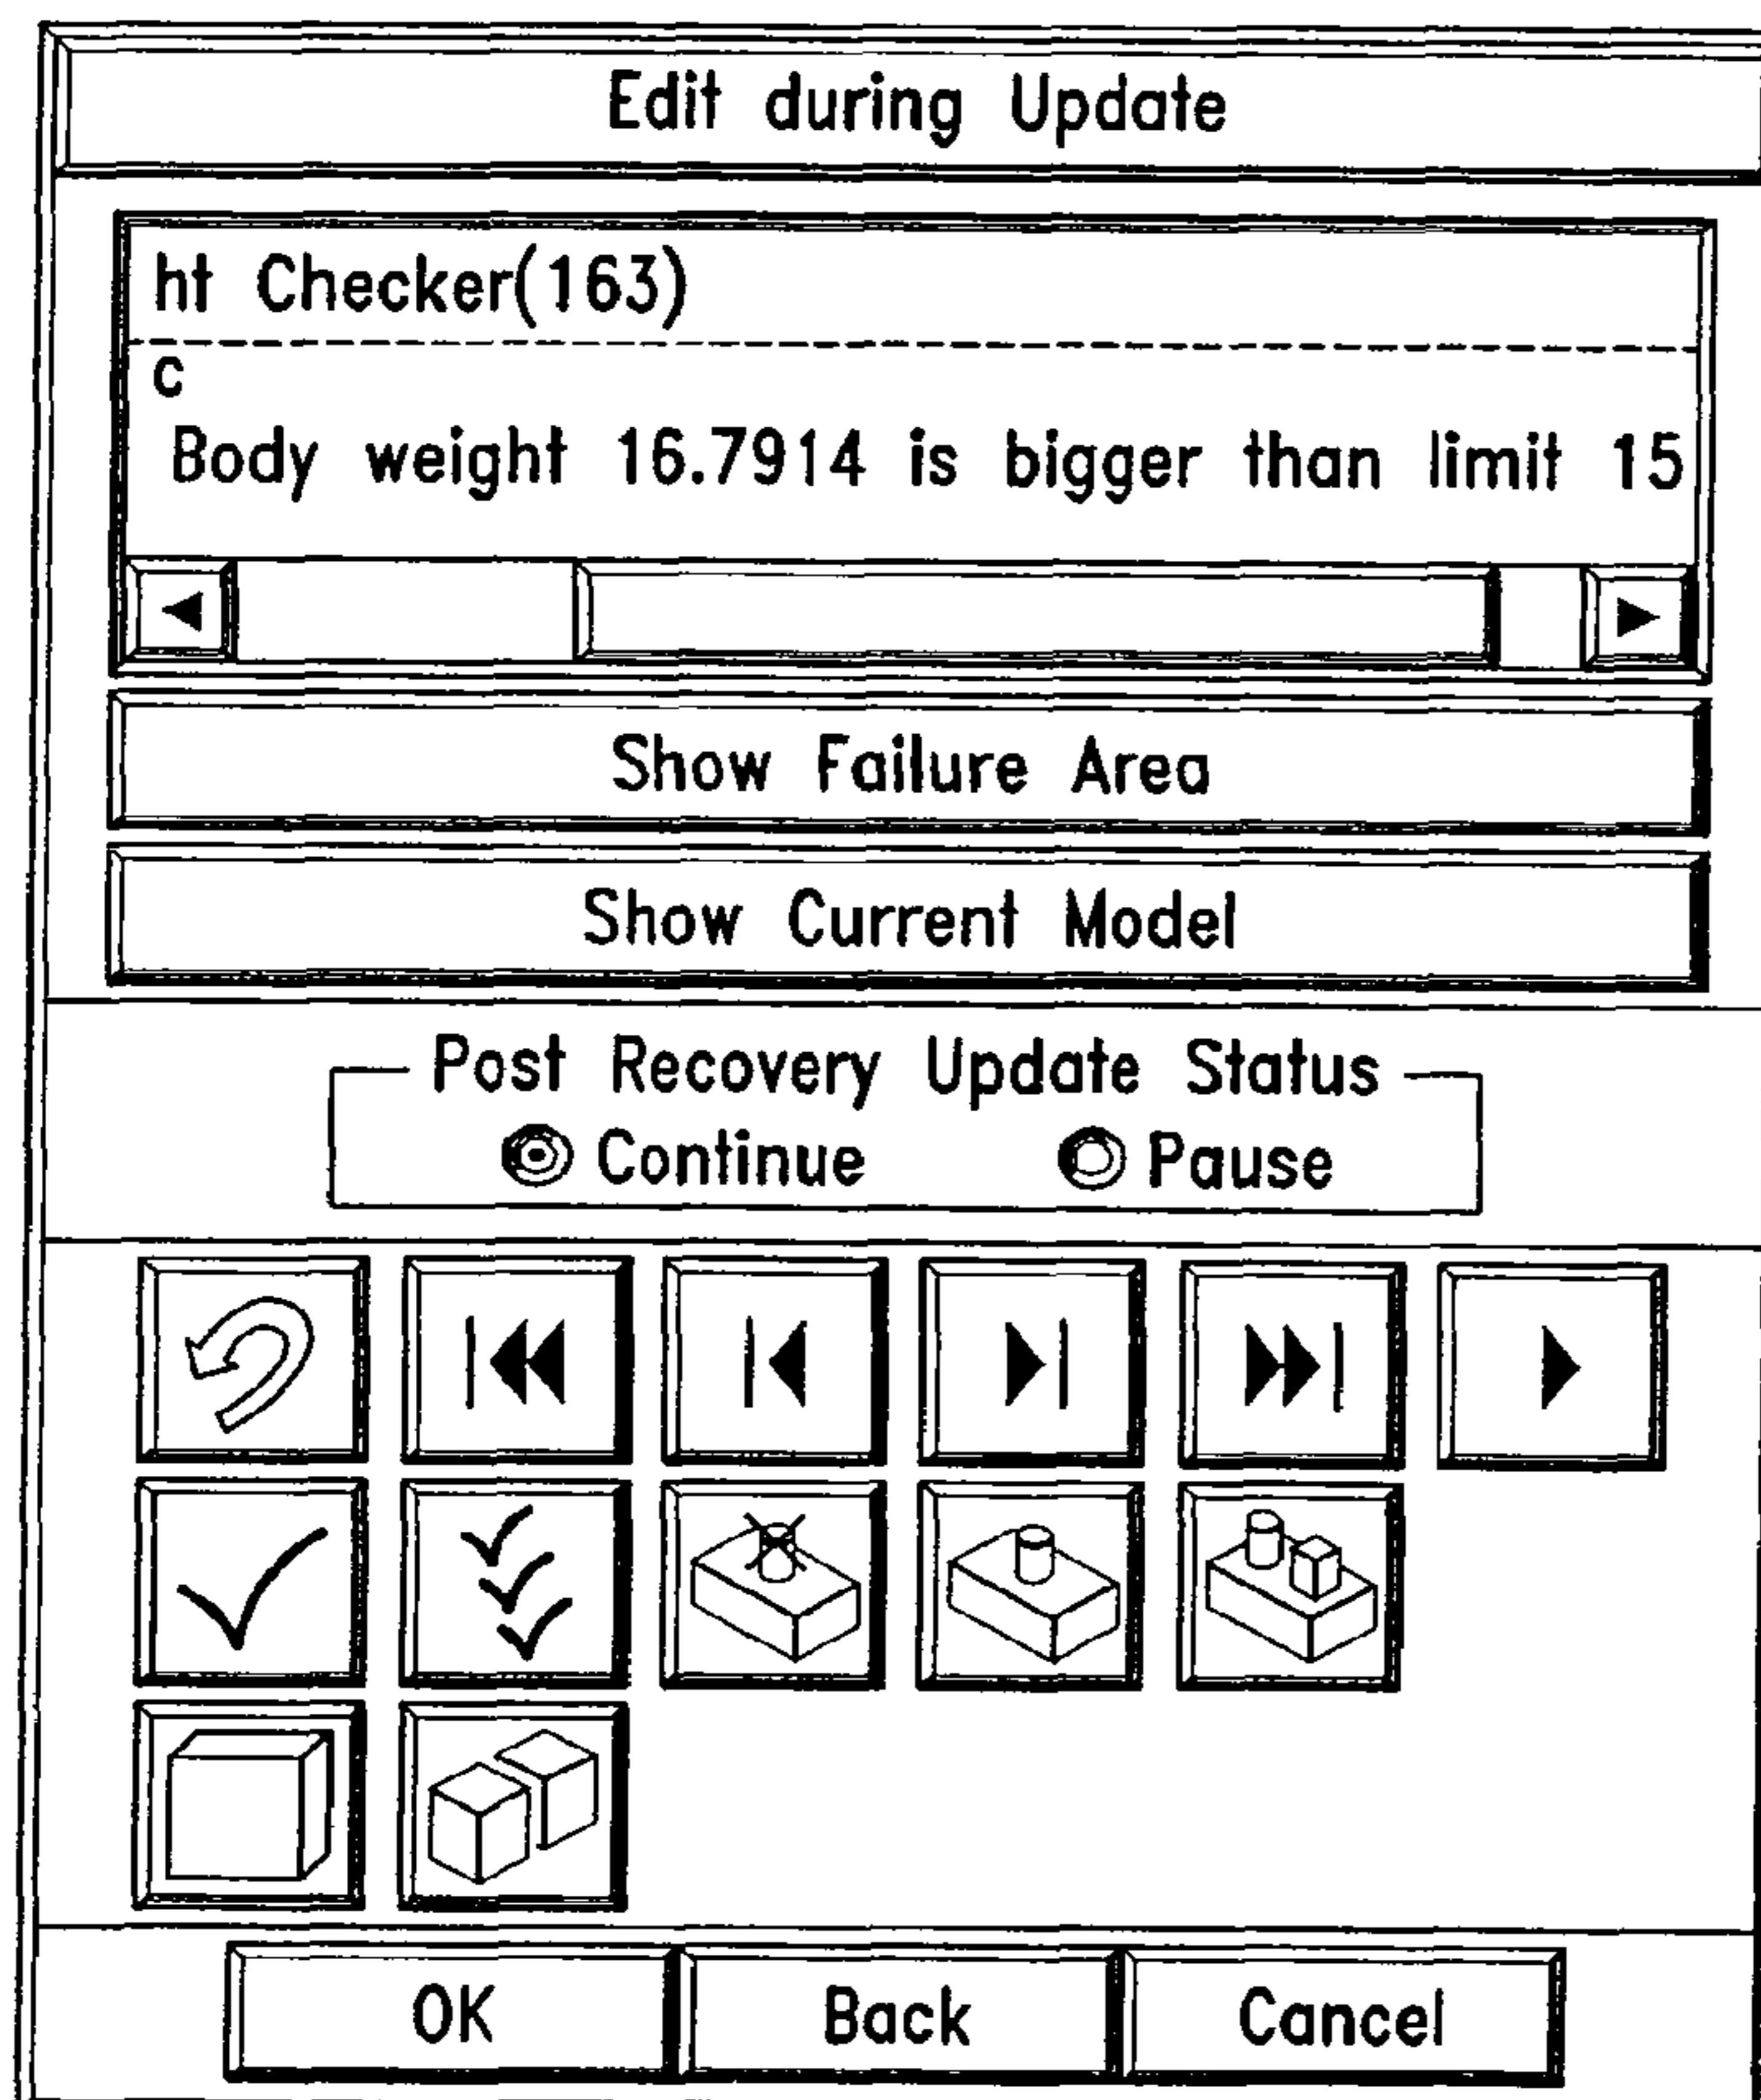 Edit during Update
ht Checker(163)
c
Body weight 16.7914 is bigger than limit 15
Show Failure Area
Show Current Model
Post Recovery Update Status
Continue Pause
OK Back Cancel